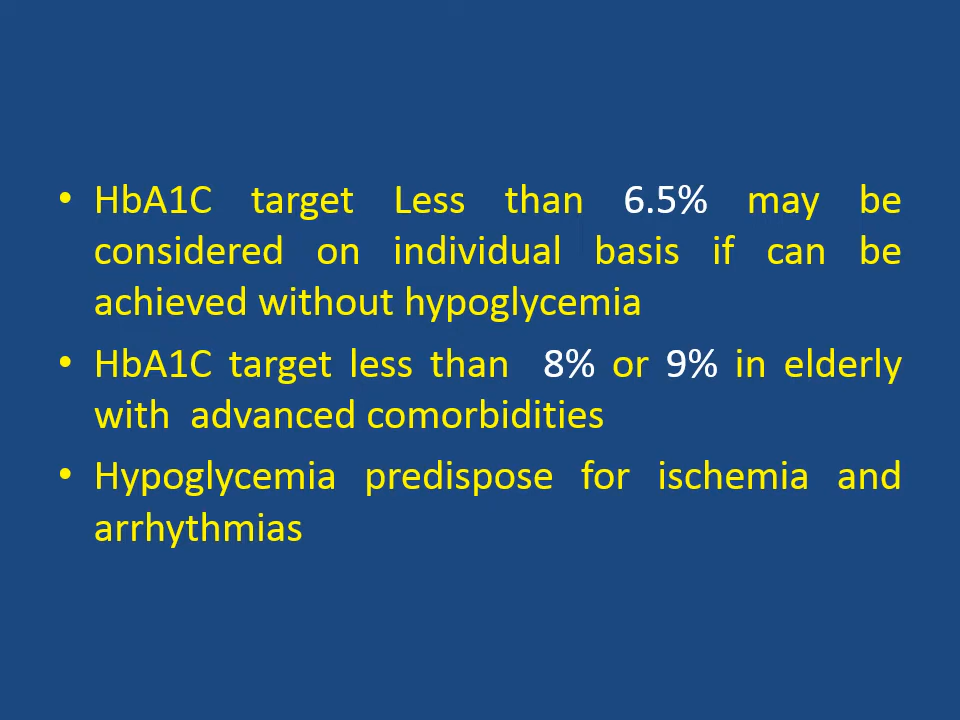 • HbA1C target Less than 6.5% may be
considered on individual basis if can be
achieved without hypoglycemia
• HbA1C target less than 8% or 9% in elderly
with advanced comorbidities
• Hypoglycemia predispose for ischemia and
arrhythmias